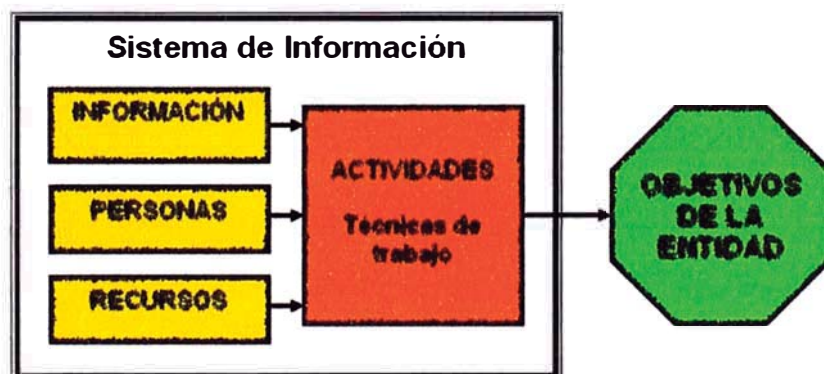 Sistema de Información
INFORMACIÓN
PERSONAS
RECURSOS
ACTIVIDADES
Técnicas de
trabajo
OBJETIVOS
DE LA
ENTIDAD